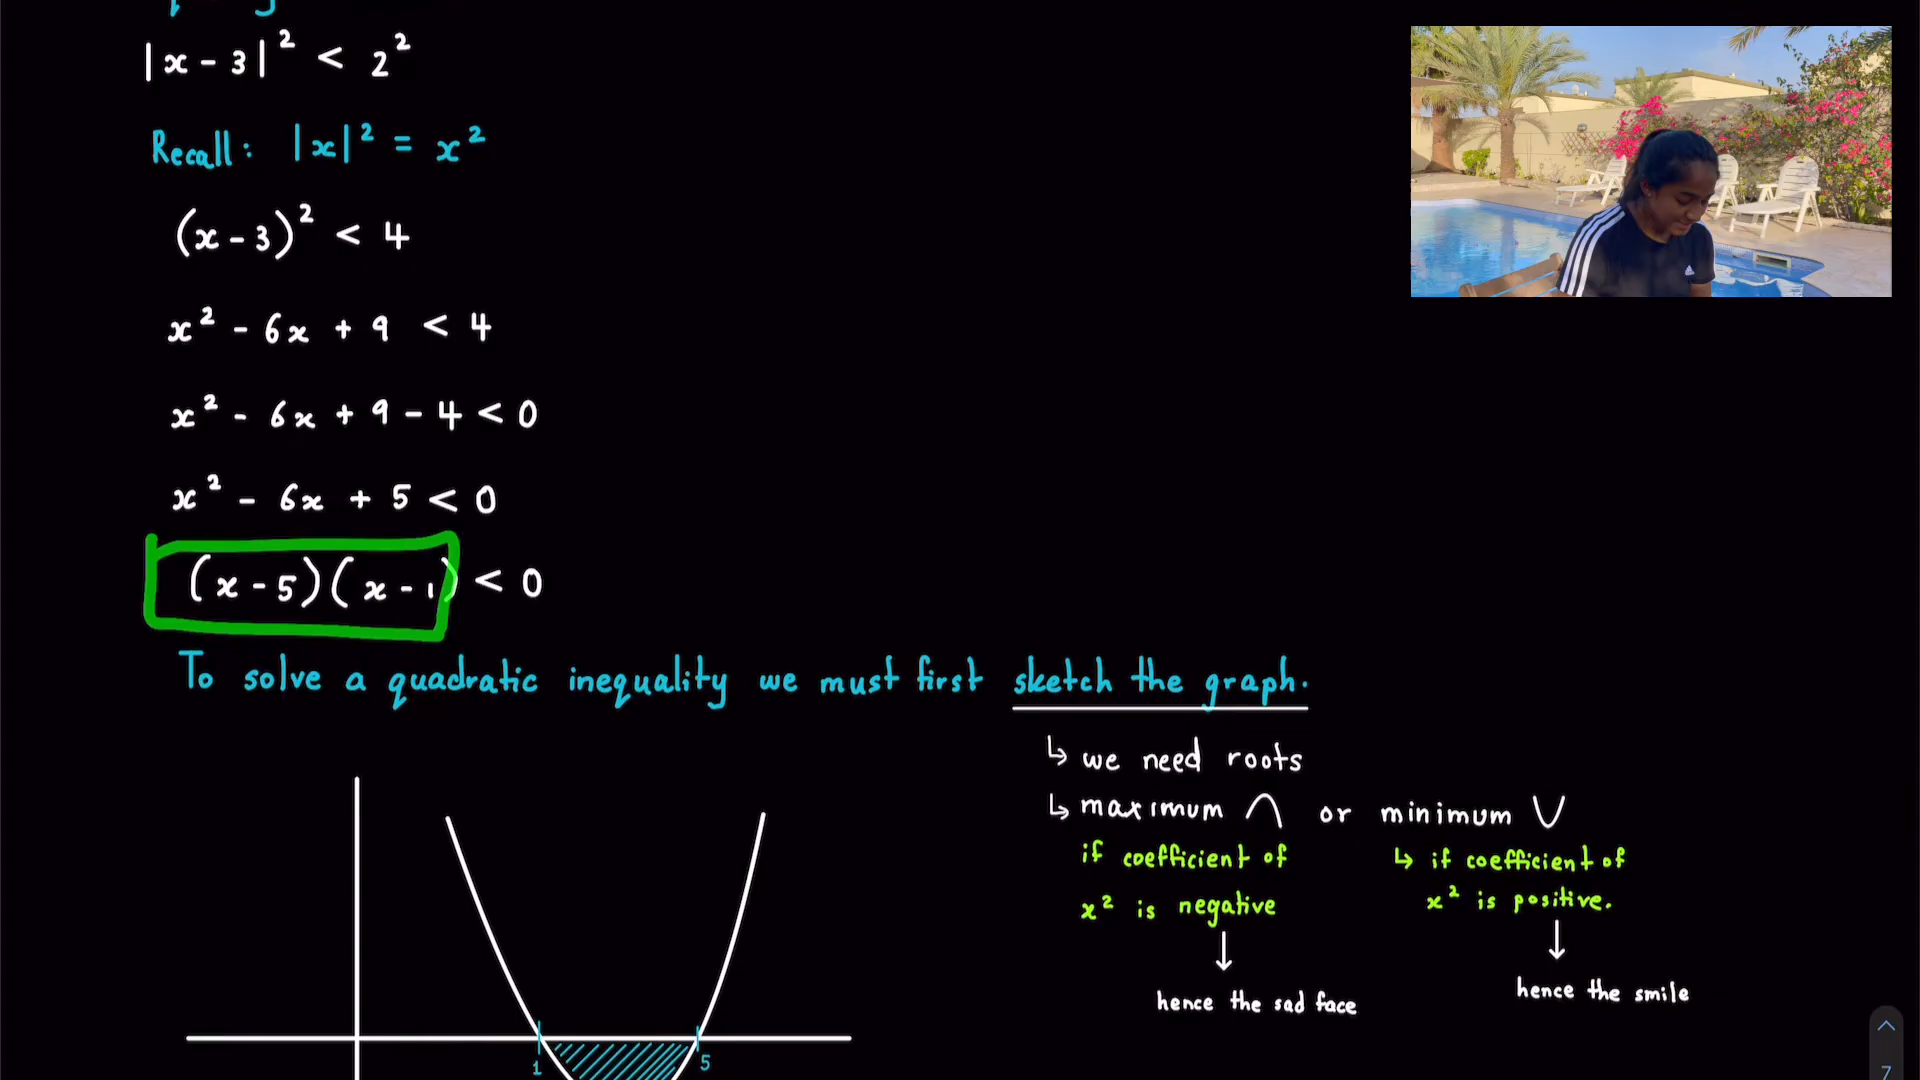 |x - 3|² < 2²
Recall: |x|² = x²
(x - 3)² < 4
x² - 6x + 9 < 4
x² - 6x + 9 - 4 < 0
x² - 6x + 5 < 0
(x - 5)(x - 1) < 0
To solve a quadratic inequality we must first sketch the graph.
↳ we need roots
↳ maximum ∩ or minimum ∪
if coefficient of
x² is negative
↓
hence the sad face
↳ if coefficient of
x² is positive.
↓
hence the smile
1
5
7